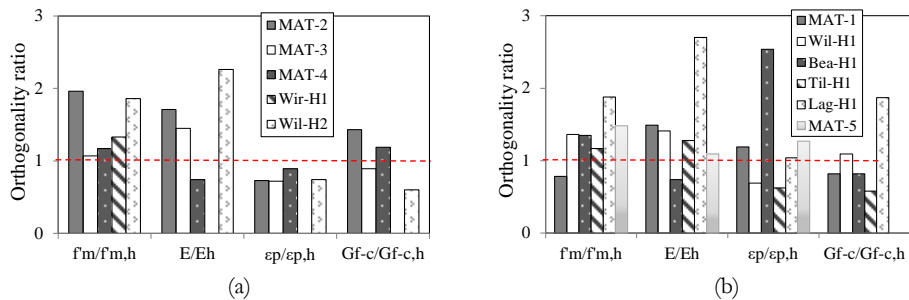 3
2
1
0
Orthogonality ratio
MAT-2
MAT-3
MAT-4
Wir-H1
Wil-H2
f'm/f'm,h E/Eh εp/εp,h Gf-c/Gf-c,h
(a)
3
2
1
0
Orthogonality ratio
MAT-1
Wil-H1
Bea-H1
Til-H1
Lag-H1
MAT-5
f'm/f'm,h E/Eh εp/εp,h Gf-c/Gf-c,h
(b)